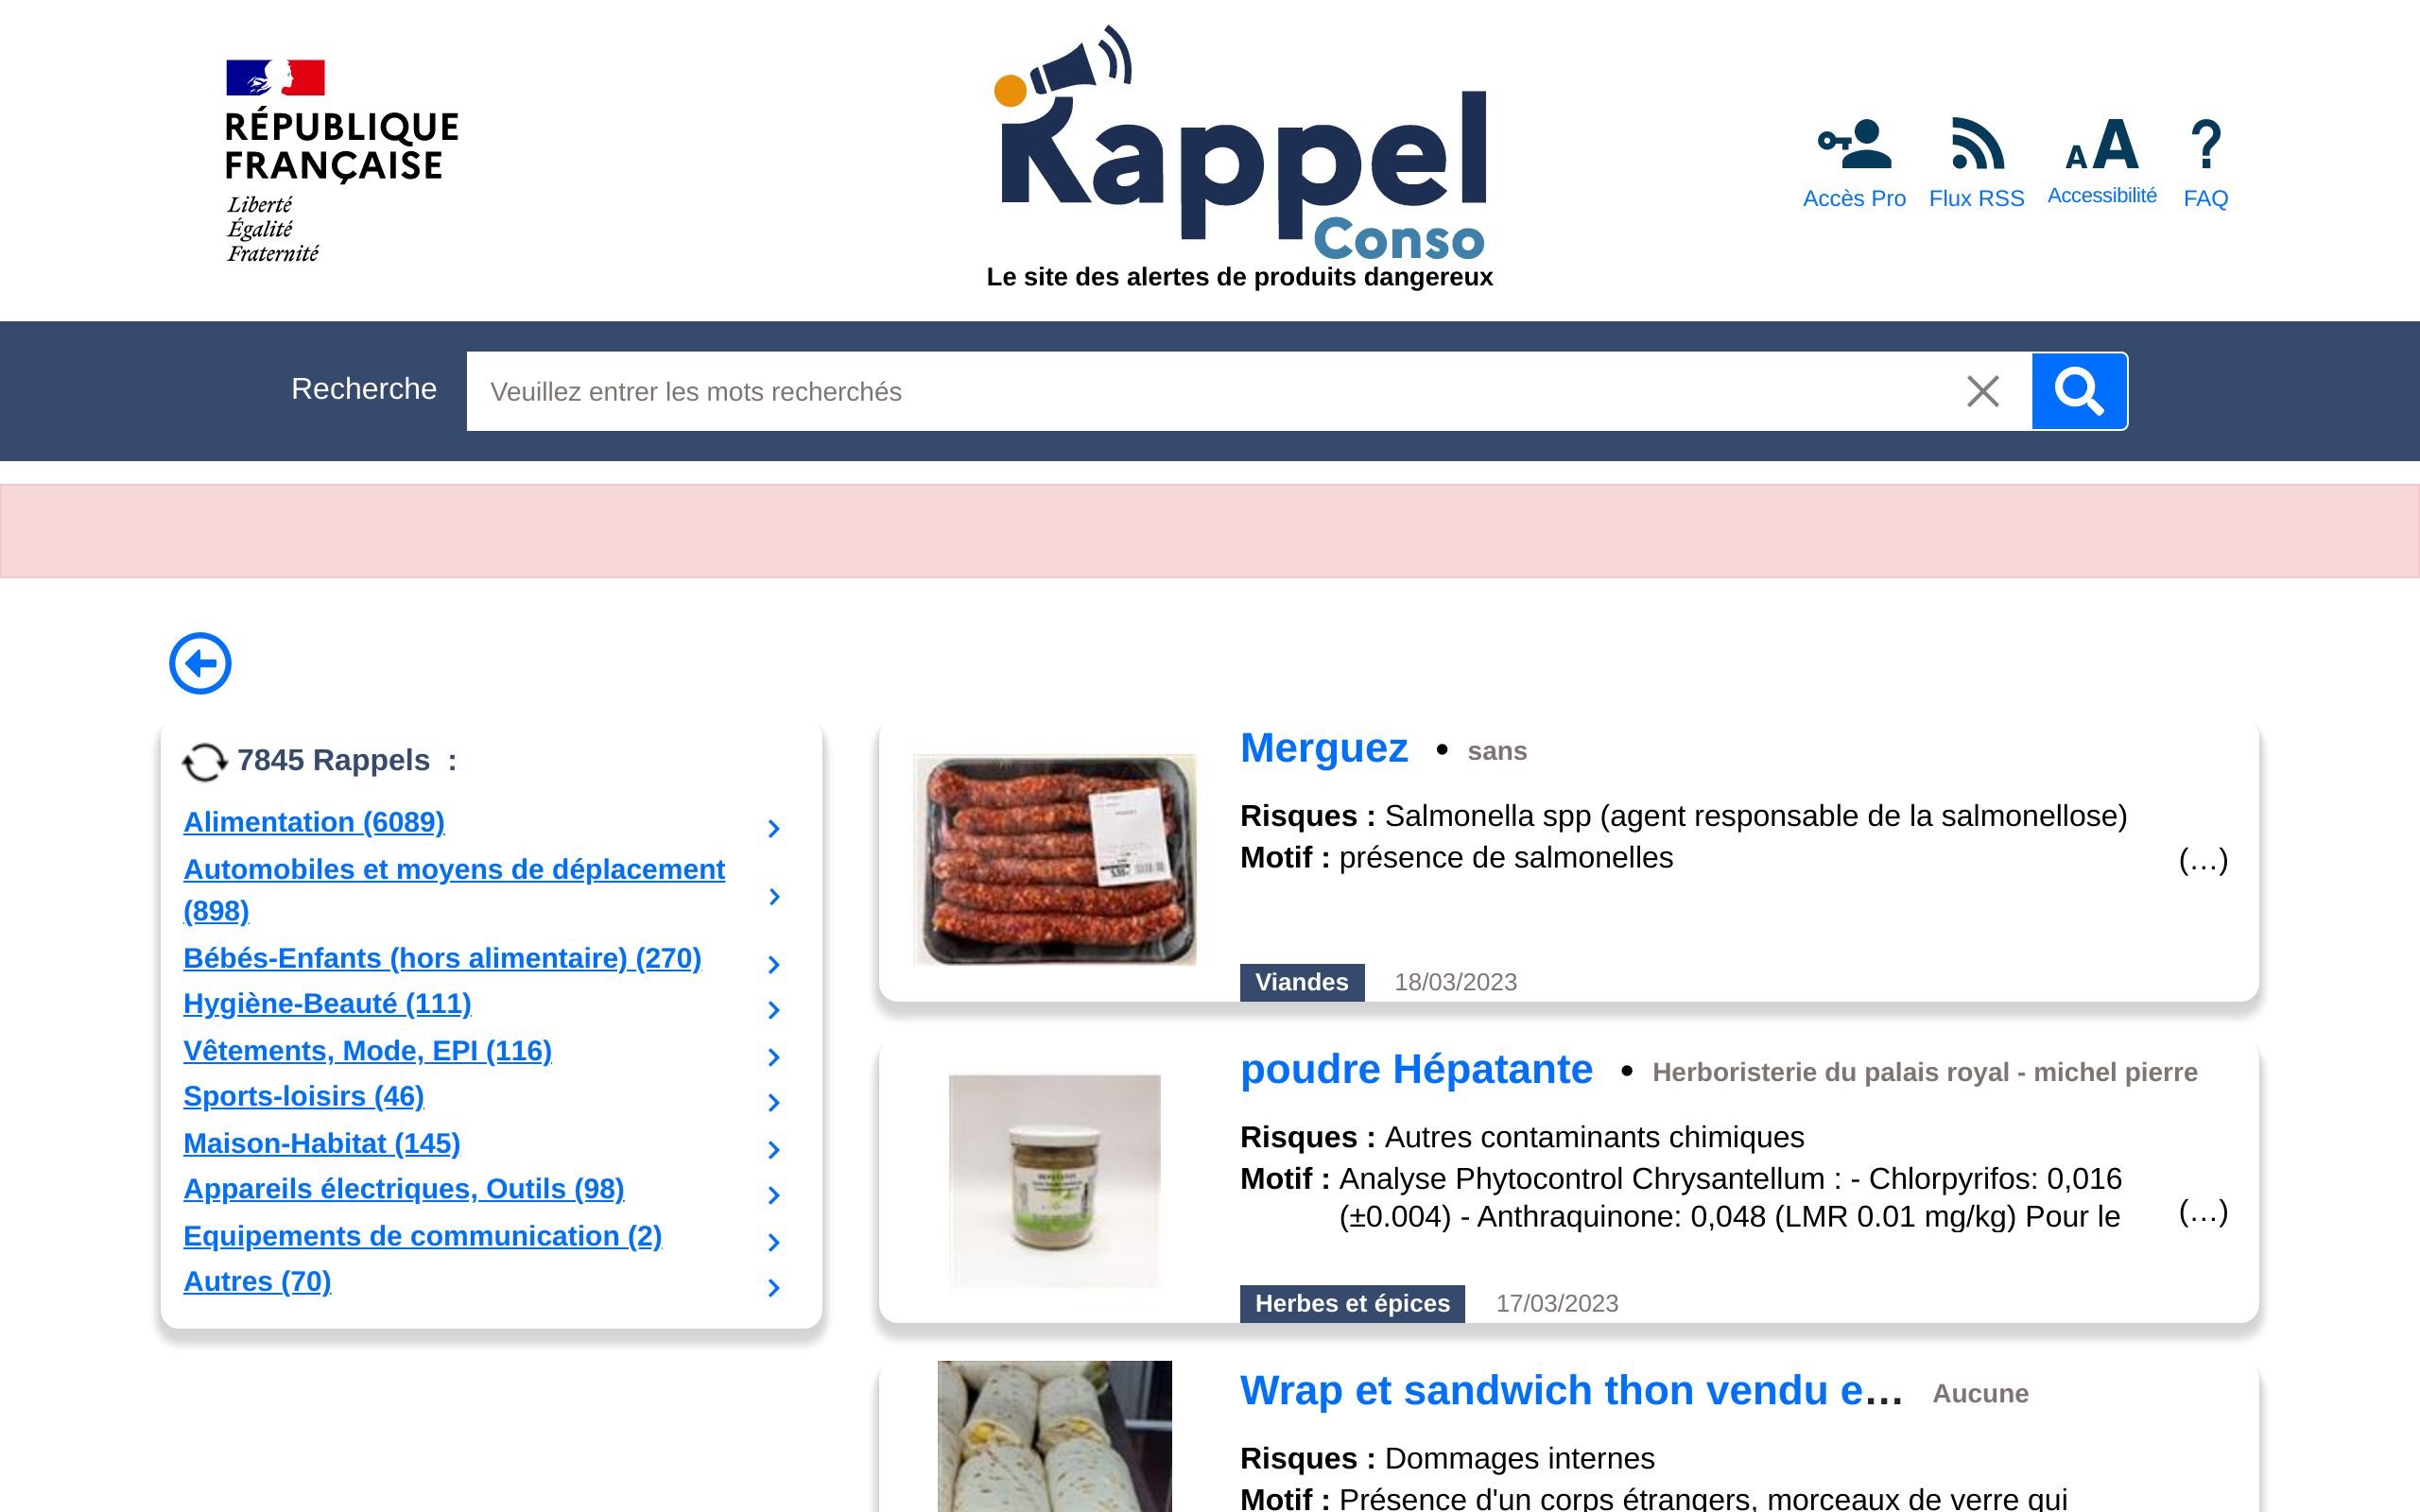 RÉPUBLIQUE
FRANÇAISE
Liberté
Égalité
Fraternité
Rappel
Conso
Le site des alertes de produits dangereux
Accès Pro
Flux RSS
AA
Accessibilité
?
FAQ
Recherche
Veuillez entrer les mots recherchés
7845 Rappels :
Alimentation (6089)
Automobiles et moyens de déplacement
(898)
Bébés-Enfants (hors alimentaire) (270)
Hygiène-Beauté (111)
Vêtements, Mode, EPI (116)
Sports-loisirs (46)
Maison-Habitat (145)
Appareils électriques, Outils (98)
Equipements de communication (2)
Autres (70)
Merguez • sans
Risques : Salmonella spp (agent responsable de la salmonellose)
Motif : présence de salmonelles (…)
Viandes 18/03/2023
poudre Hépatante • Herboristerie du palais royal - michel pierre
Risques : Autres contaminants chimiques
Motif : Analyse Phytocontrol Chrysantellum : - Chlorpyrifos: 0,016
(±0.004) - Anthraquinone: 0,048 (LMR 0.01 mg/kg) Pour le (…)
Herbes et épices 17/03/2023
Wrap et sandwich thon vendu e… Aucune
Risques : Dommages internes
Motif : Présence d'un corps étrangers, morceaux de verre qui